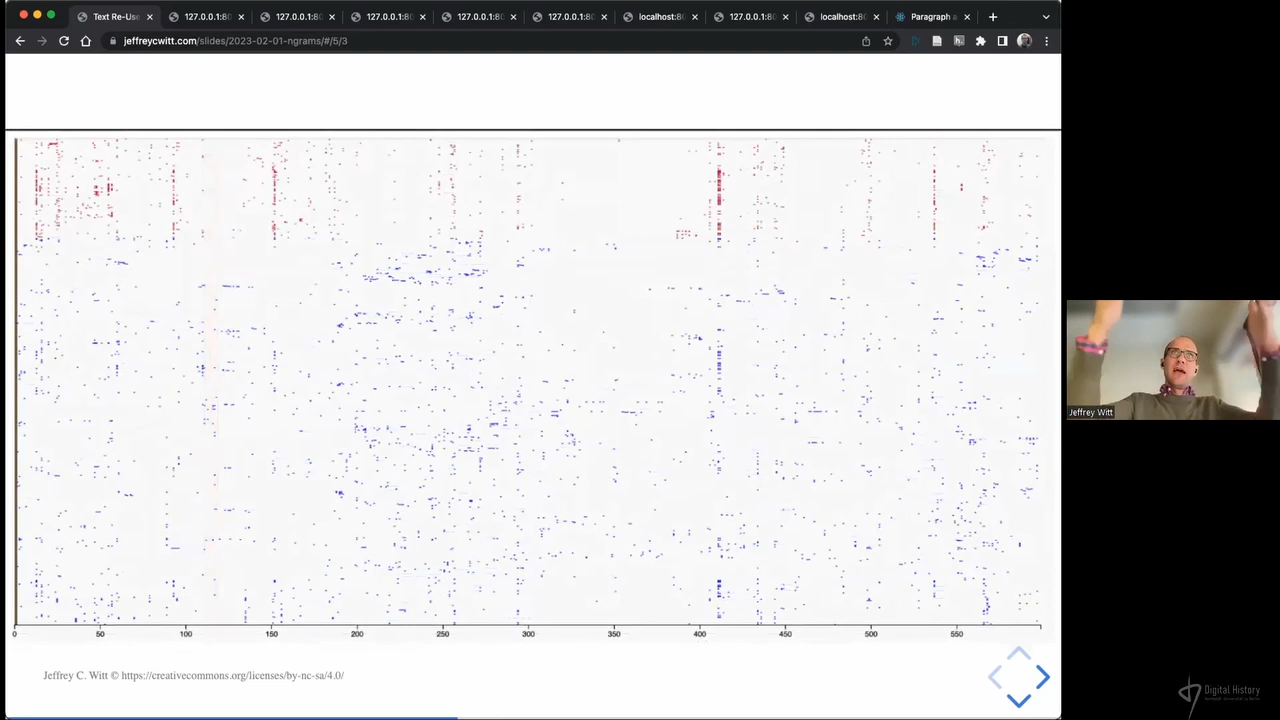 Text Re-Use
127.0.0.1:80
127.0.0.1:80
127.0.0.1:80
127.0.0.1:80
127.0.0.1:80
localhost:80
127.0.0.1:80
localhost:80
Paragraph a
jeffreycwitt.com/slides/2023-02-01-ngrams/#/5/3
0 50 100 150 200 250 300 350 400 450 500 550
Jeffrey C. Witt © https://creativecommons.org/licenses/by-nc-sa/4.0/
Jeffrey Witt
Digital History